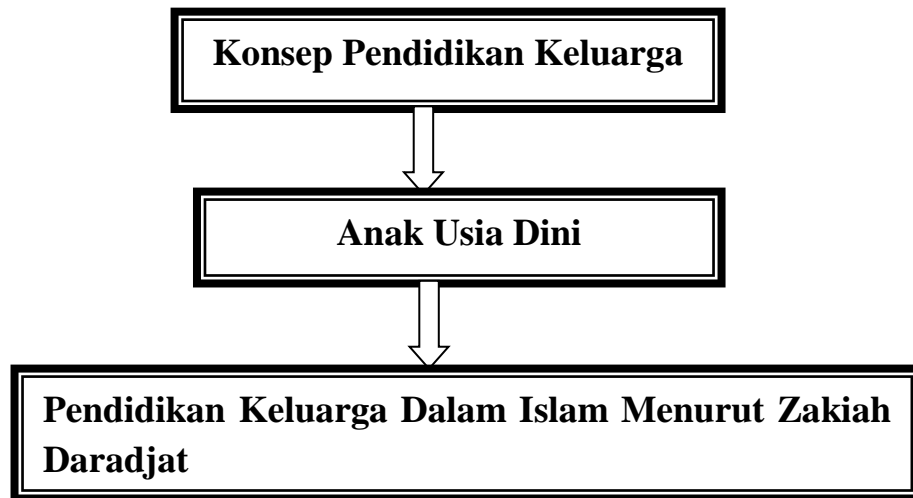 Konsep Pendidikan Keluarga
Anak Usia Dini
Pendidikan Keluarga Dalam Islam Menurut Zakiah
Daradjat